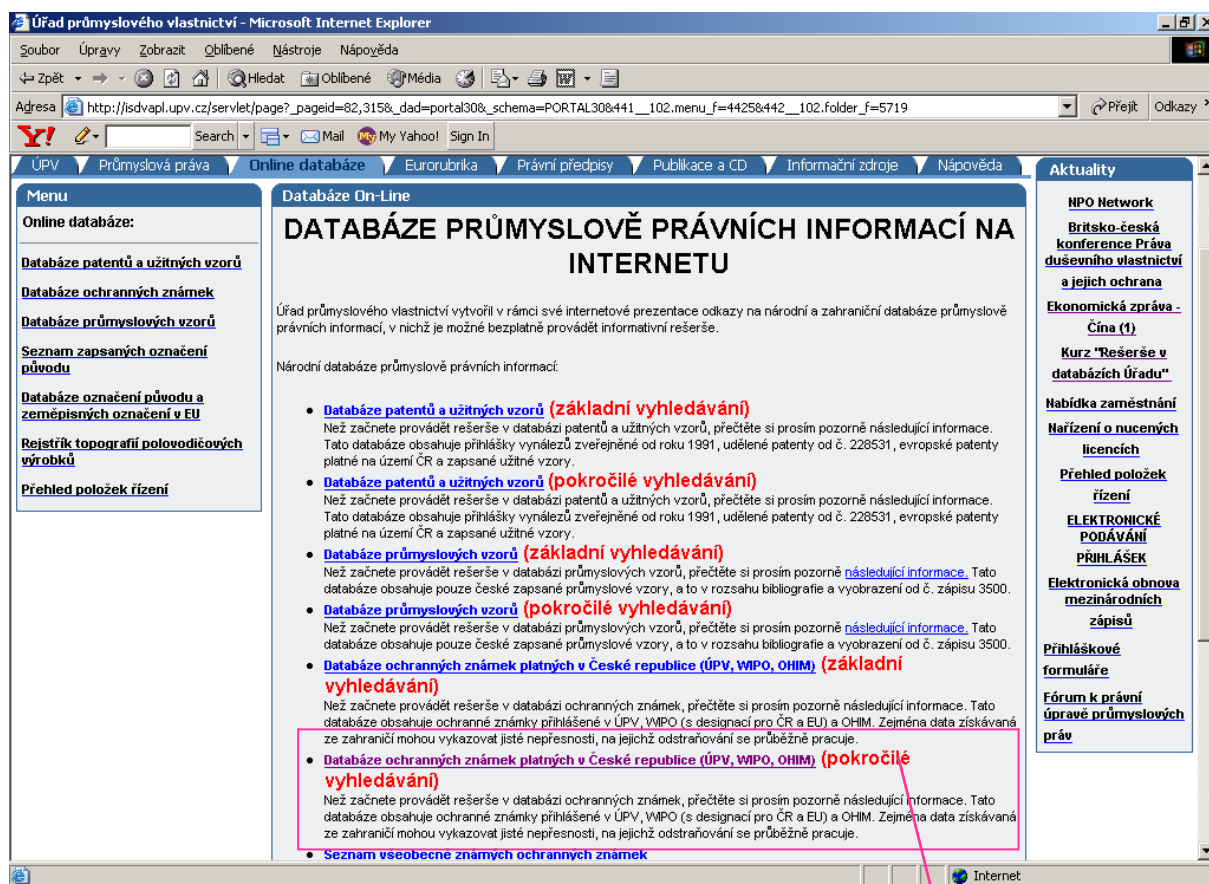 Úřad průmyslového vlastnictví - Microsoft Internet Explorer
Soubor Úpravy Zobrazit Oblíbené Nástroje Nápověda
Zpět Hledat Oblíbené Média
Adresa http://isdvapl.upv.cz/servlet/page?_pageid=82,315&_dad=portal30&_schema=PORTAL30&441__102.menu_f=4425&442__102.folder_f=5719 Přejít Odkazy
Y! Search Mail My Yahoo! Sign In
ÚPV Průmyslová práva Online databáze Eurorubrika Právní předpisy Publikace a CD Informační zdroje Nápověda
Menu
Online databáze:
Databáze patentů a užitných vzorů
Databáze ochranných známek
Databáze průmyslových vzorů
Seznam zapsaných označení
původu
Databáze označení původu a
zeměpisných označení v EU
Rejstřík topografií polovodičových
výrobků
Přehled položek řízení
Databáze On-Line
DATABÁZE PRŮMYSLOVĚ PRÁVNÍCH INFORMACÍ NA
INTERNETU
Úřad průmyslového vlastnictví vytvořil v rámci své internetové prezentace odkazy na národní a zahraniční databáze průmyslově
právních informací, v nichž je možné bezplatně provádět informativní rešerše.
Národní databáze průmyslově právních informací:
• Databáze patentů a užitných vzorů (základní vyhledávání)
Než začnete provádět rešerše v databázi patentů a užitných vzorů, přečtěte si prosím pozorně následující informace.
Tato databáze obsahuje přihlášky vynálezů zveřejněné od roku 1991, udělené patenty od č. 228531, evropské patenty
platné na území ČR a zapsané užitné vzory.
• Databáze patentů a užitných vzorů (pokročilé vyhledávání)
Než začnete provádět rešerše v databázi patentů a užitných vzorů, přečtěte si prosím pozorně následující informace.
Tato databáze obsahuje přihlášky vynálezů zveřejněné od roku 1991, udělené patenty od č. 228531, evropské patenty
platné na území ČR a zapsané užitné vzory.
• Databáze průmyslových vzorů (základní vyhledávání)
Než začnete provádět rešerše v databázi průmyslových vzorů, přečtěte si prosím pozorně následující informace. Tato
databáze obsahuje pouze české zapsané průmyslové vzory, a to v rozsahu bibliografie a vyobrazení od č. zápisu 3500.
• Databáze průmyslových vzorů (pokročilé vyhledávání)
Než začnete provádět rešerše v databázi průmyslových vzorů, přečtěte si prosím pozorně následující informace. Tato
databáze obsahuje pouze české zapsané průmyslové vzory, a to v rozsahu bibliografie a vyobrazení od č. zápisu 3500.
• Databáze ochranných známek platných v České republice (ÚPV, WIPO, OHIM) (základní
vyhledávání)
Než začnete provádět rešerše v databázi ochranných známek, přečtěte si prosím pozorně následující informace. Tato
databáze obsahuje ochranné známky přihlášené v ÚPV, WIPO (s designací pro ČR a EU) a OHIM. Zejména data získávaná
ze zahraničí mohou vykazovat jisté nepřesnosti, na jejichž odstraňování se průběžně pracuje.
• Databáze ochranných známek platných v České republice (ÚPV, WIPO, OHIM) (pokročilé
vyhledávání)
Než začnete provádět rešerše v databázi ochranných známek, přečtěte si prosím pozorně následující informace. Tato
databáze obsahuje ochranné známky přihlášené v ÚPV, WIPO (s designací pro ČR a EU) a OHIM. Zejména data získávaná
ze zahraničí mohou vykazovat jisté nepřesnosti, na jejichž odstraňování se průběžně pracuje.
• Seznam všeobecně známých ochranných známek
Aktuality
NPO Network
Britsko-česká
konference Práva
duševního vlastnictví
a jejich ochrana
Ekonomická zpráva -
Čína (1)
Kurz "Rešerše v
databázích Úřadu"
Nabídka zaměstnání
Nařízení o nucených
licencích
Přehled položek
řízení
ELEKTRONICKÉ
PODÁVÁNÍ
PŘIHLÁŠEK
Elektronická obnova
mezinárodních
zápisů
Přihláškové
formuláře
Fórum k právní
úpravě průmyslových
práv
Internet